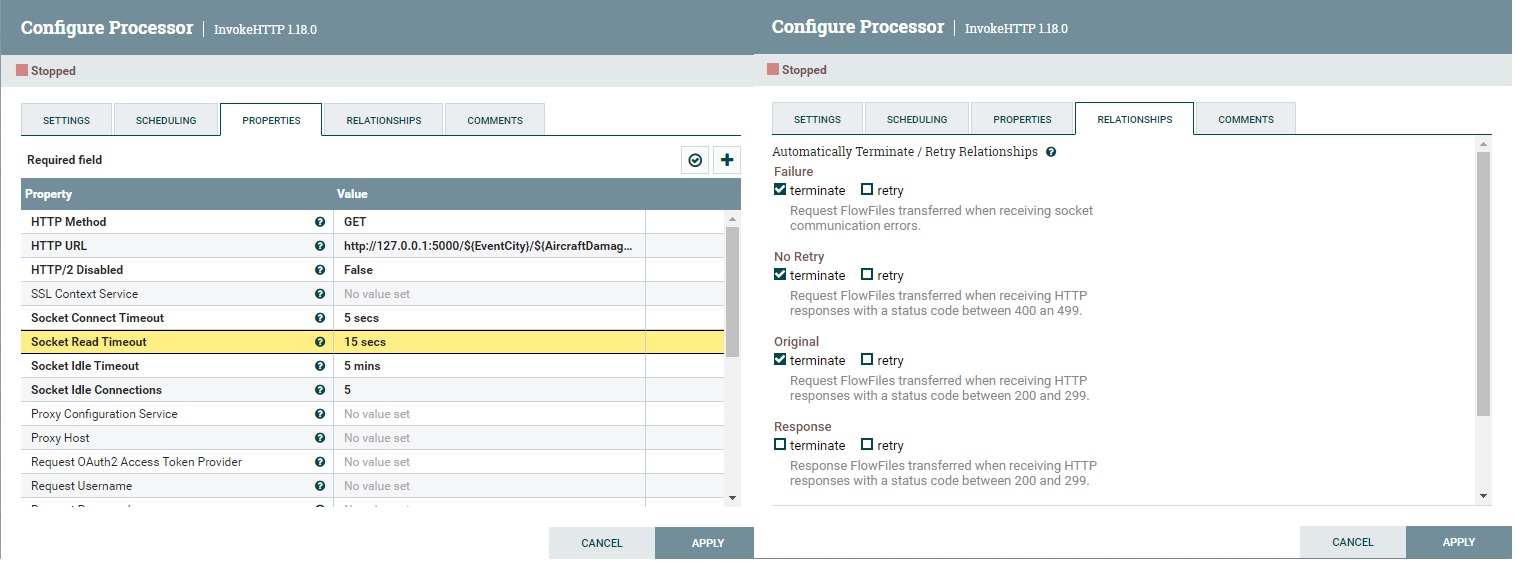 Configure Processor | InvokeHTTP 1.18.0
Stopped
SETTINGS SCHEDULING PROPERTIES RELATIONSHIPS COMMENTS
Required field
Property Value
HTTP Method GET
HTTP URL http://127.0.0.1:5000/${EventCity}/${AircraftDamag...
HTTP/2 Disabled False
SSL Context Service No value set
Socket Connect Timeout 5 secs
Socket Read Timeout 15 secs
Socket Idle Timeout 5 mins
Socket Idle Connections 5
Proxy Configuration Service No value set
Proxy Host No value set
Request OAuth2 Access Token Provider No value set
Request Username No value set
CANCEL APPLY
Configure Processor | InvokeHTTP 1.18.0
Stopped
SETTINGS SCHEDULING PROPERTIES RELATIONSHIPS COMMENTS
Automatically Terminate / Retry Relationships
Failure
terminate retry
Request FlowFiles transferred when receiving socket
communication errors.
No Retry
terminate retry
Request FlowFiles transferred when receiving HTTP
responses with a status code between 400 an 499.
Original
terminate retry
Request FlowFiles transferred when receiving HTTP
responses with a status code between 200 and 299.
Response
terminate retry
Response FlowFiles transferred when receiving HTTP
responses with a status code between 200 and 299.
CANCEL APPLY